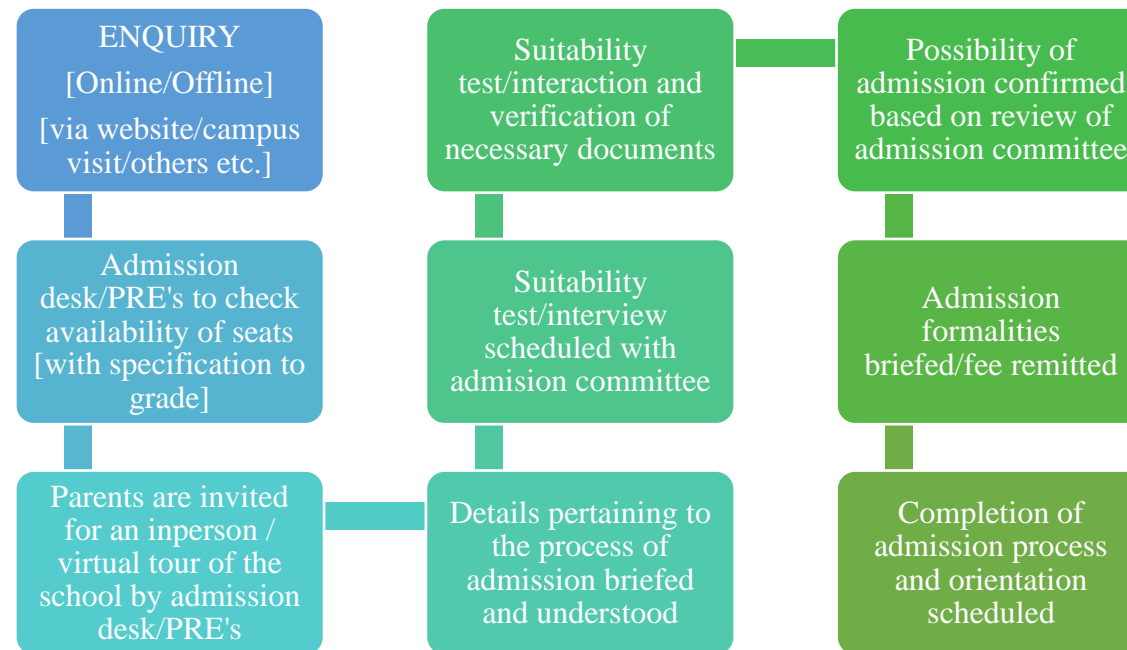 ENQUIRY
[Online/Offline]
[via website/campus
visit/others etc.]
Admission
desk/PRE's to check
availability of seats
[with specification to
grade]
Parents are invited
for an inperson /
virtual tour of the
school by admission
desk/PRE's
Details pertaining to
the process of
admission briefed
and understood
Suitability
test/interview
scheduled with
admision committee
Suitability
test/interaction and
verification of
necessary documents
Possibility of
admission confirmed
based on review of
admission committee
Admission
formalities
briefed/fee remitted
Completion of
admission process
and orientation
scheduled